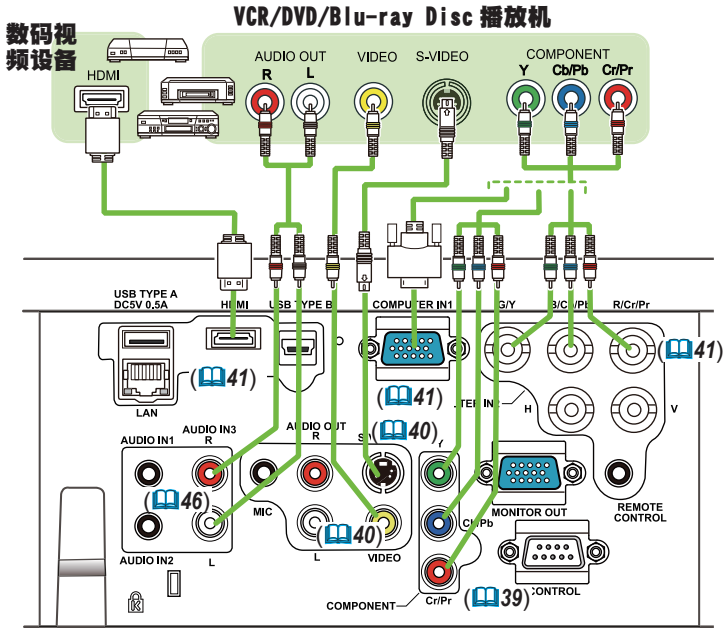 VCR/DVD/Blu-ray Disc 播放机
数码视
频设备
HDMI
AUDIO OUT
R L
VIDEO
S-VIDEO
COMPONENT
Y Cb/Pb Cr/Pr
USB TYPE A
DC5V 0.5A
HDMI
USB TYPE B
COMPUTER IN1
G/Y
B/Cb/Pb
R/Cr/Pr
(41)
(41)
(41)
LAN
H
V
AUDIO IN1
AUDIO IN3
R
AUDIO OUT
R
(40)
Y
(46)
MIC
MONITOR OUT
REMOTE
CONTROL
Cb/Pb
(40)
AUDIO IN2
L
L
VIDEO
CONTROL
COMPONENT
Cr/Pr
(39)
K